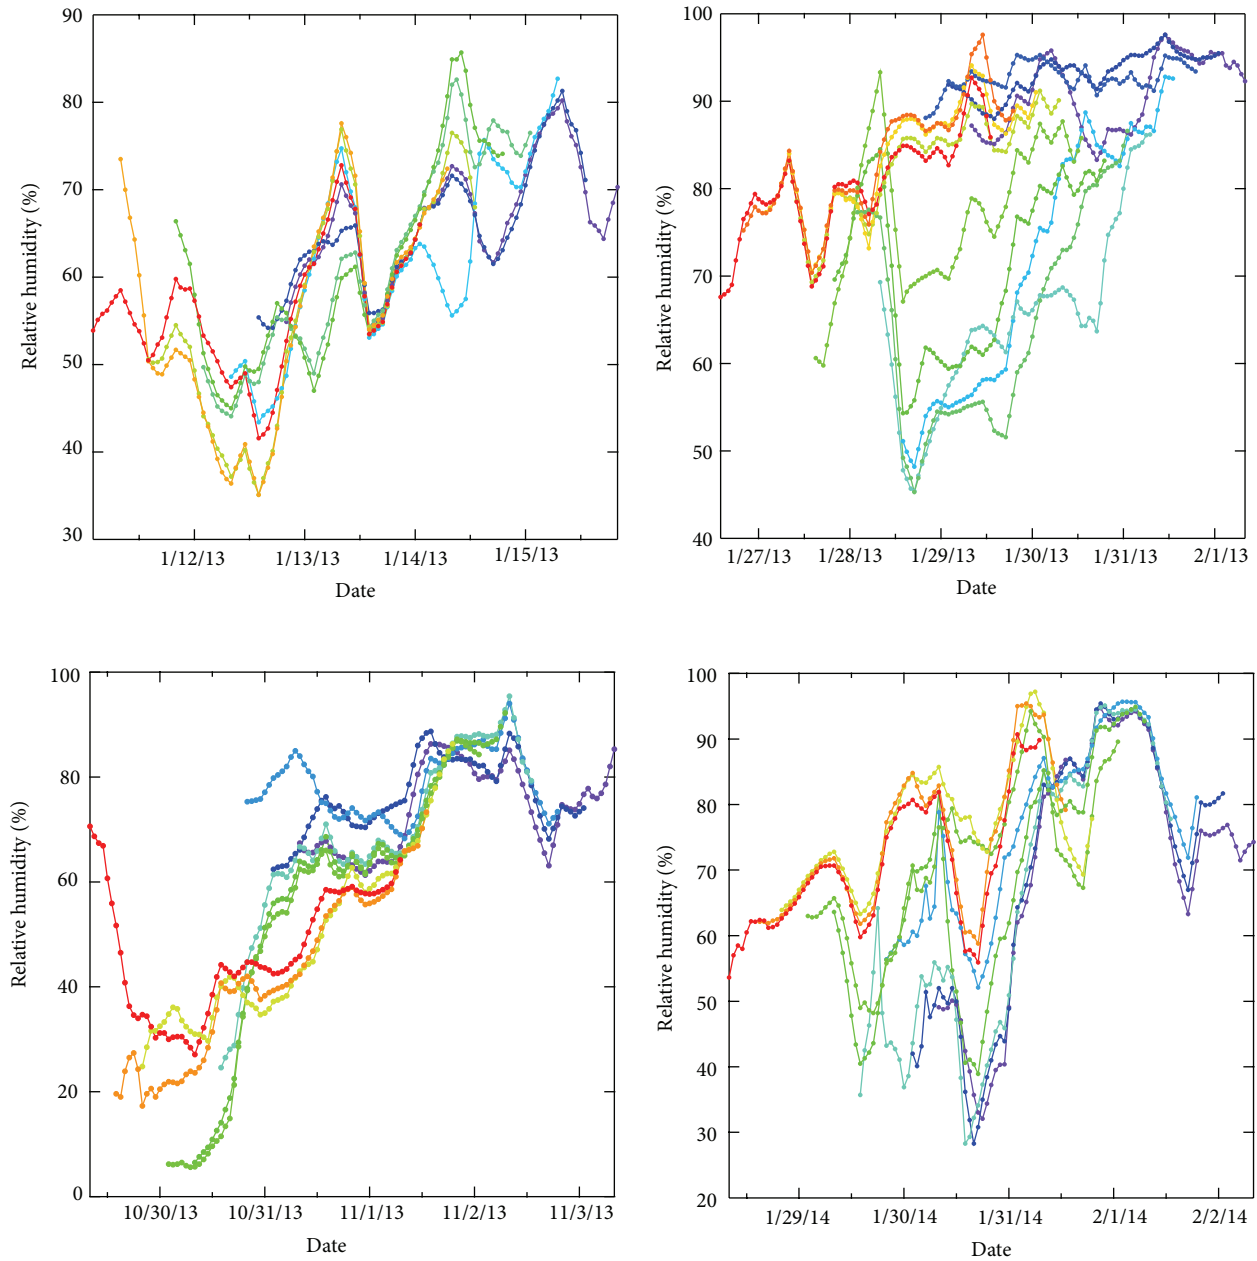 90
80
70
60
50
40
30
Relative humidity (%)
1/12/13 1/13/13 1/14/13 1/15/13
Date
100
90
80
70
60
50
40
Relative humidity (%)
1/27/13 1/28/13 1/29/13 1/30/13 1/31/13 2/1/13
Date
100
80
60
40
20
0
Relative humidity (%)
10/30/13 10/31/13 11/1/13 11/2/13 11/3/13
Date
100
90
80
70
60
50
40
30
20
Relative humidity (%)
1/29/14 1/30/14 1/31/14 2/1/14 2/2/14
Date